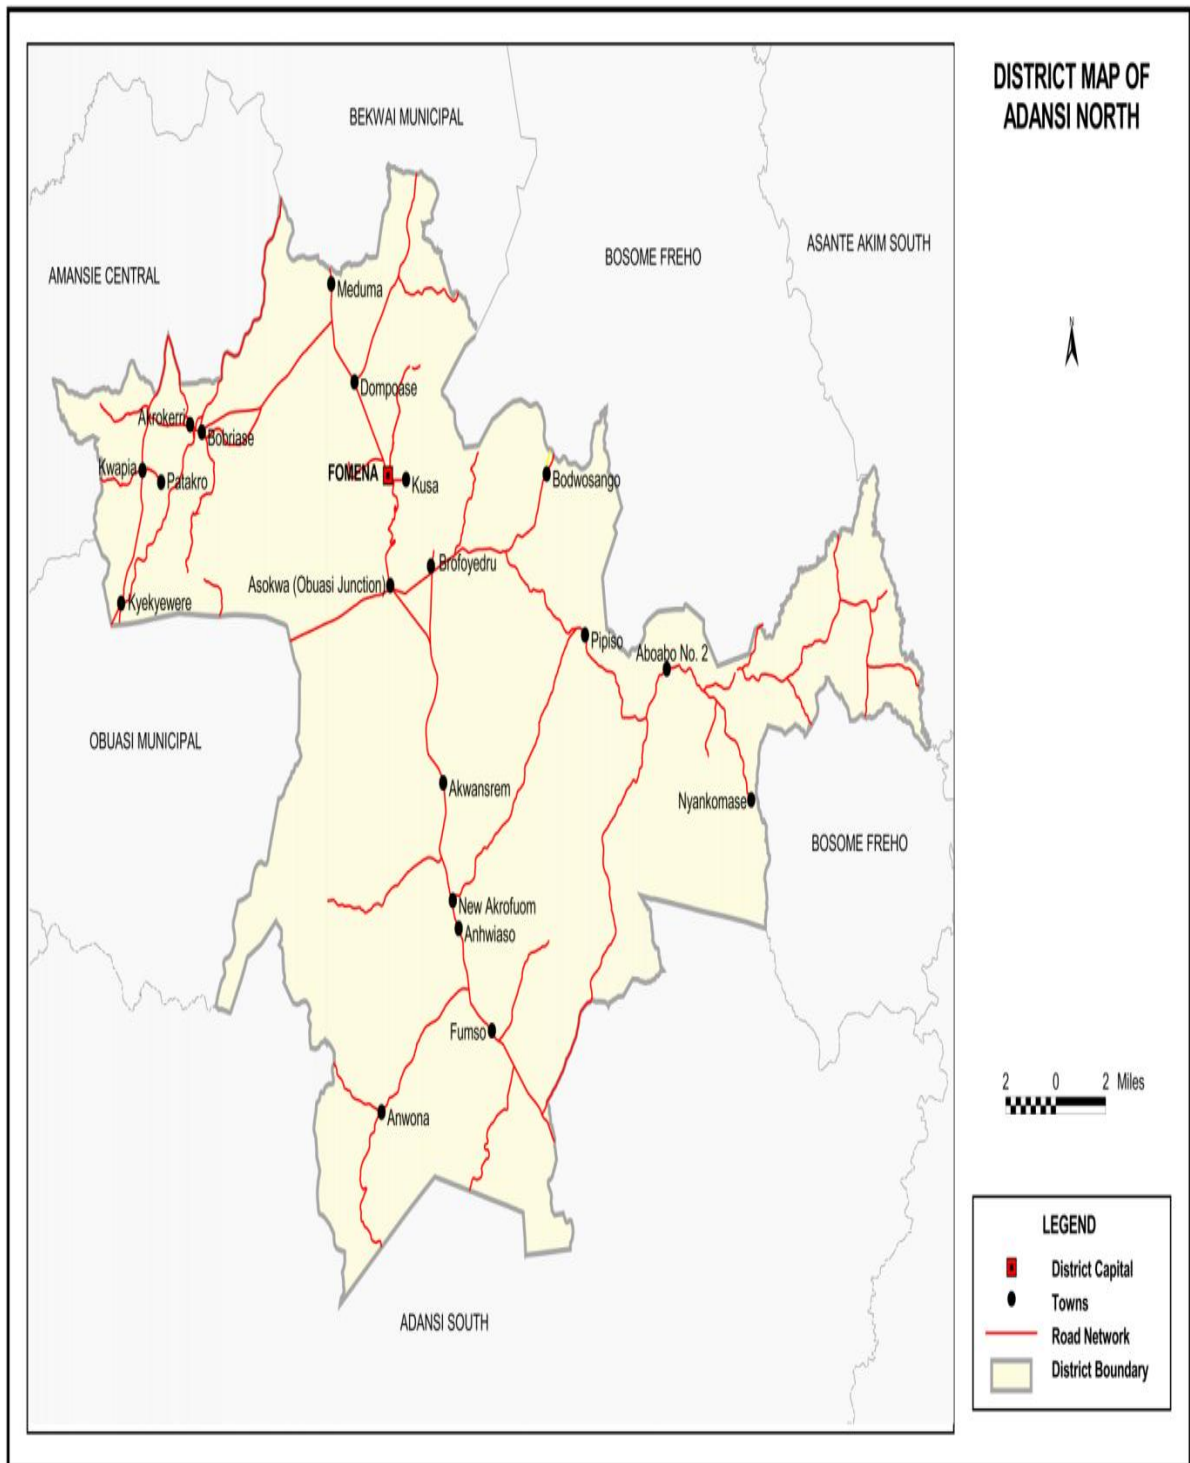 DISTRICT MAP OF
ADANSI NORTH
BEKWAI MUNICIPAL
ASANTE AKIM SOUTH
BOSOME FREHO
AMANSIE CENTRAL
Meduma
N
Dompoase
Akrokerri
Bobriase
Kwapia
Patakro
FOMENA
Kusa
Bodwosango
Brofoyedru
Asokwa (Obuasi Junction)
Kyekyewere
Pipiso
Aboabo No. 2
OBUASI MUNICIPAL
Akwansrem
Nyankomase
BOSOME FREHO
New Akrofuom
Anhwiaso
Fumso
2 0 2 Miles
Anwona
ADANSI SOUTH
LEGEND
District Capital
Towns
Road Network
District Boundary